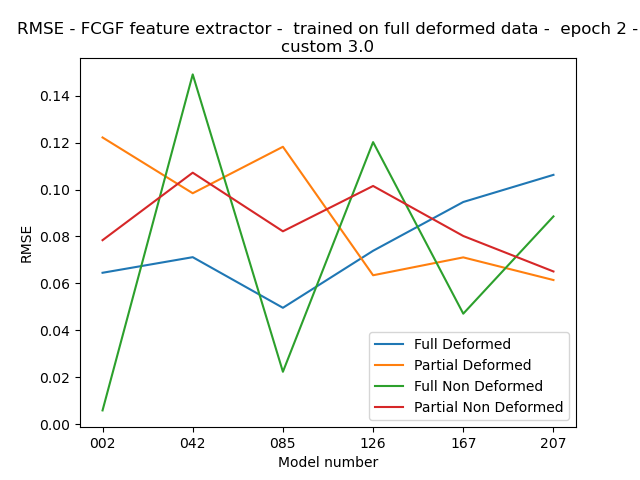 RMSE - FCGF feature extractor -  trained on full deformed data -  epoch 2 -
custom 3.0
0.14
0.12
0.10
0.08
0.06
0.04
0.02
0.00
RMSE
002 042 085 126 167 207
Model number
Full Deformed
Partial Deformed
Full Non Deformed
Partial Non Deformed